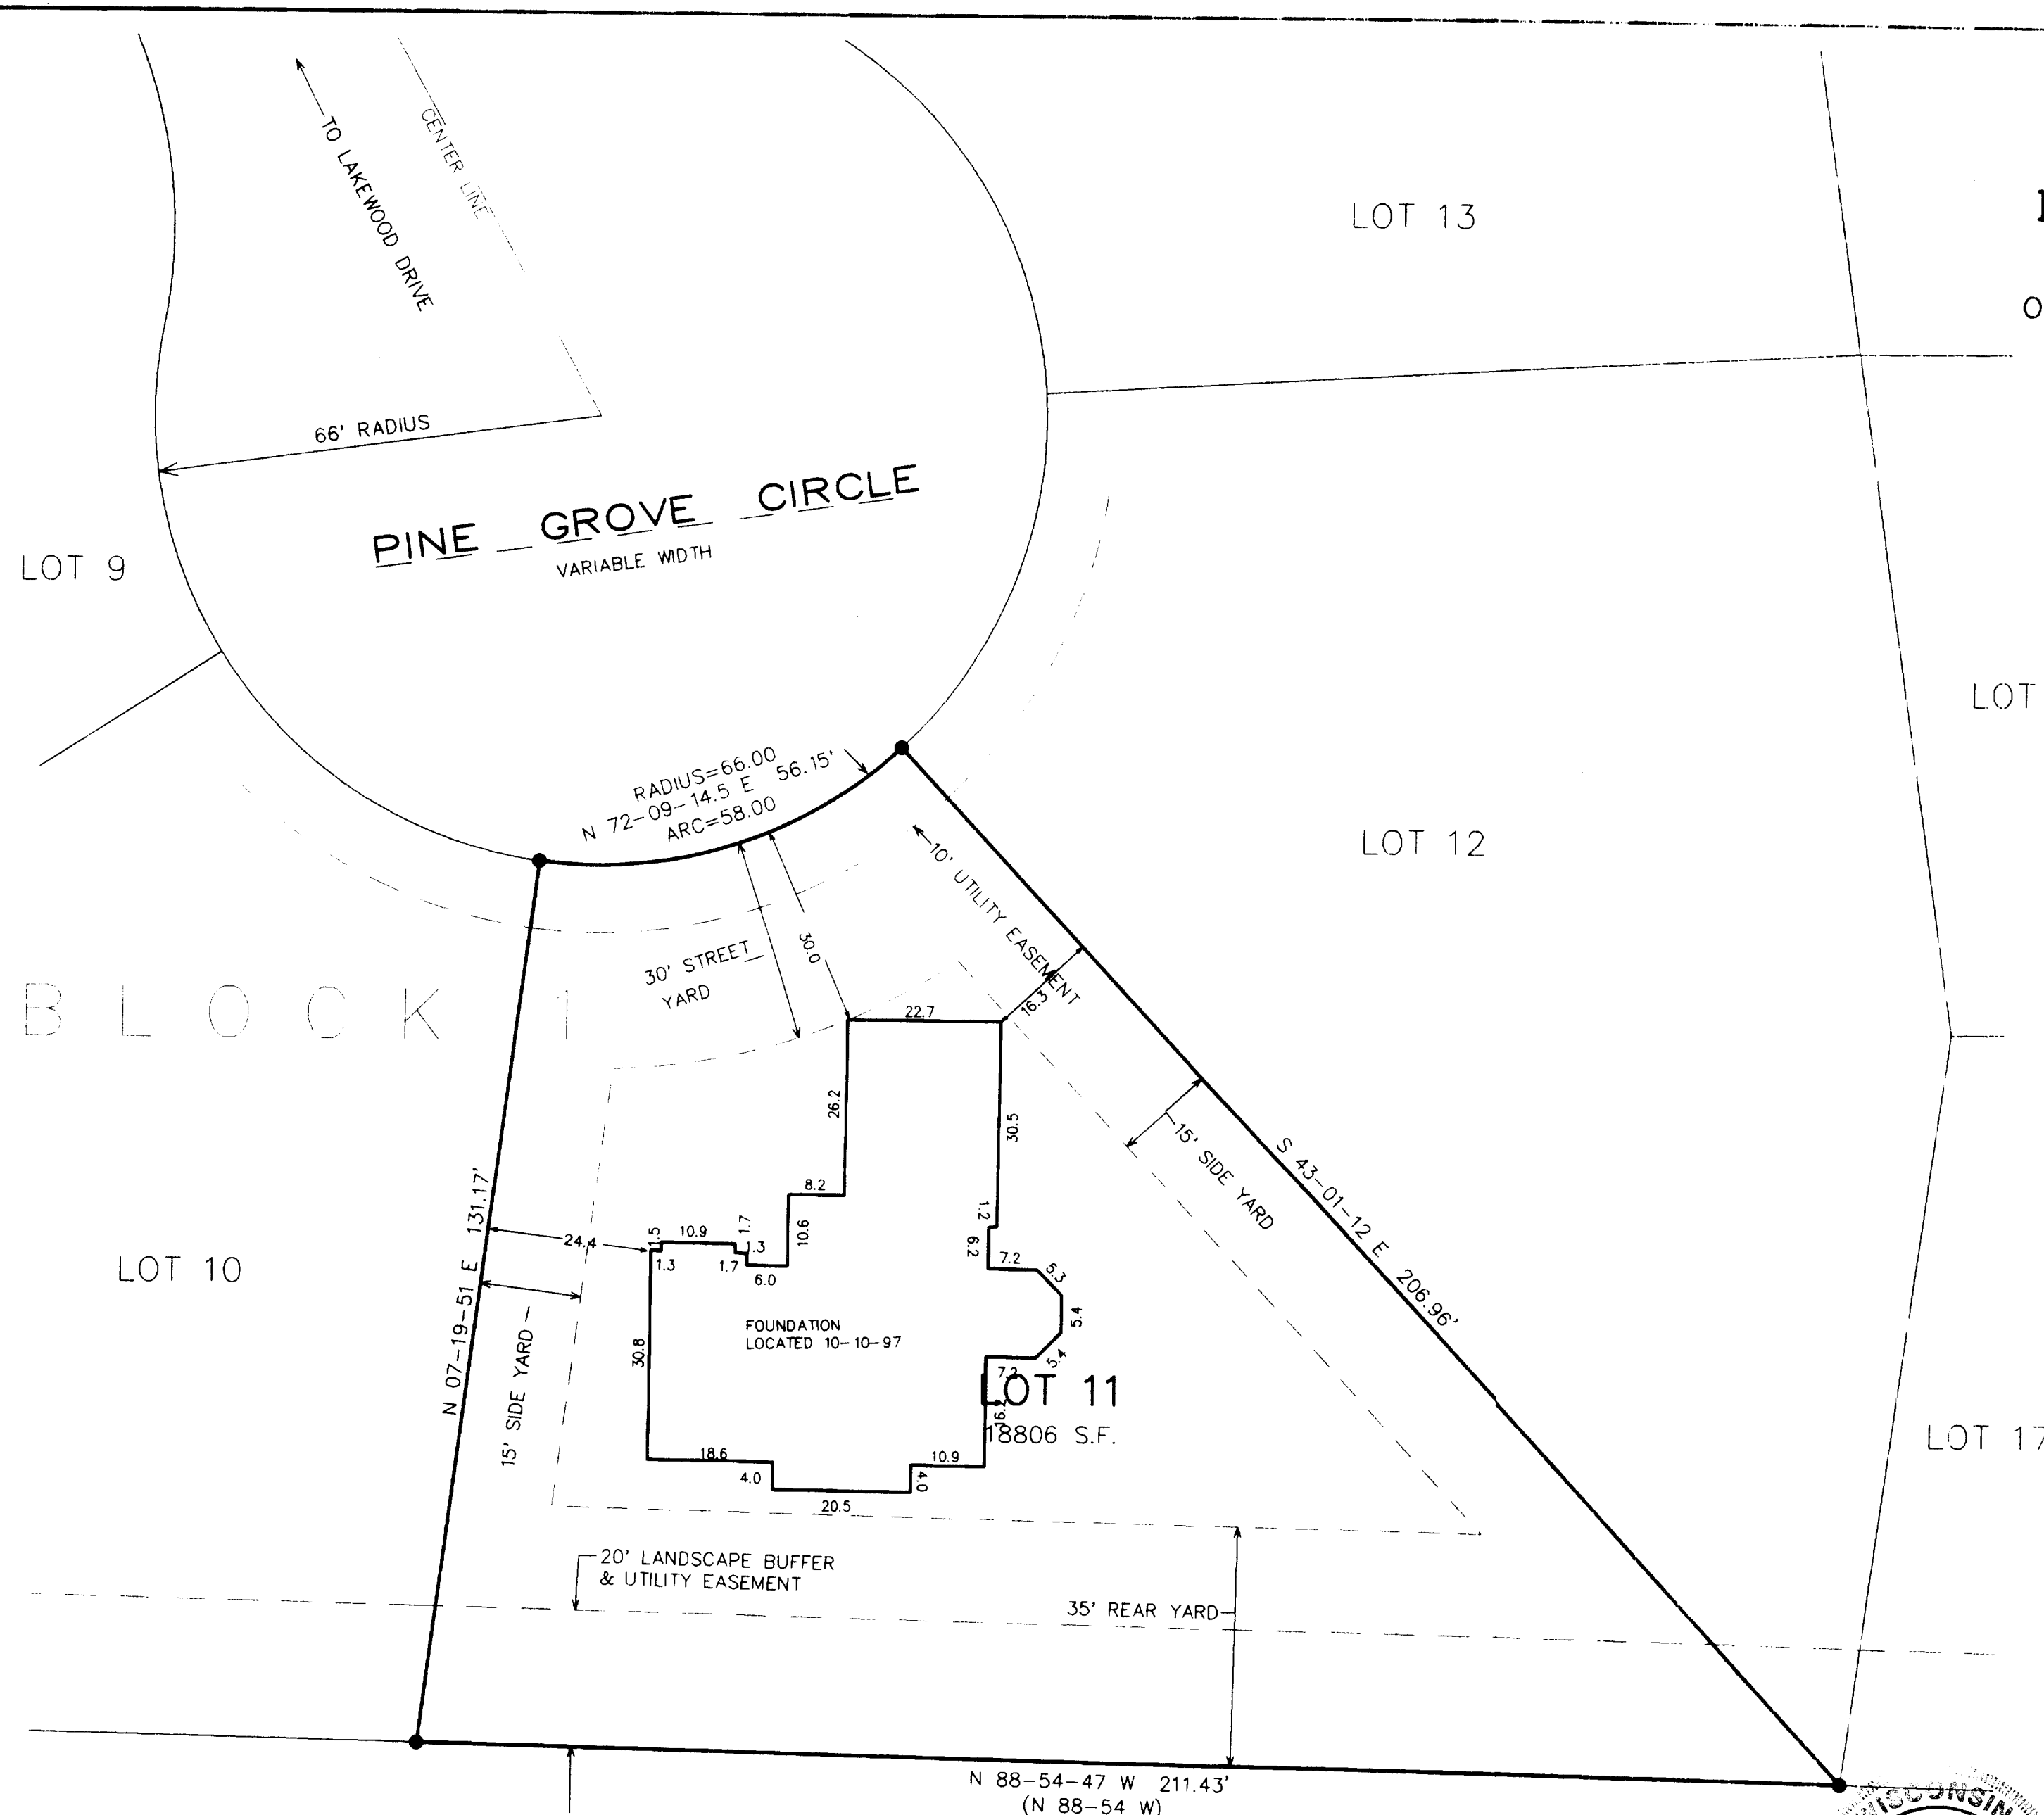 TO LAKEWOOD DRIVE
CENTER LINE
LOT 13
66' RADIUS
PINE GROVE CIRCLE
VARIABLE WIDTH
LOT 9
LOT
RADIUS=66.00
N 72-09-14.5 E 56.15'
ARC=58.00
LOT 12
10' UTILITY EASEMENT
30' STREET
YARD
30.0
16.3
BLOCK 1
22.7
26.2
30.5
15' SIDE YARD
S 43-01-12 E 206.96'
8.2
10.6
1.2
6.2
7.2
5.3
5.4
5.4
7.2
16.2
N 07-19-51 E 131.17'
24.4
1.5
10.9
1.7
1.3
1.3
1.7
6.0
LOT 10
15' SIDE YARD
30.8
FOUNDATION
LOCATED 10-10-97
LOT 11
18806 S.F.
LOT 17
18.6
4.0
20.5
4.0
10.9
20' LANDSCAPE BUFFER
& UTILITY EASEMENT
35' REAR YARD
N 88-54-47 W 211.43'
(N 88-54 W)
WISCONSIN